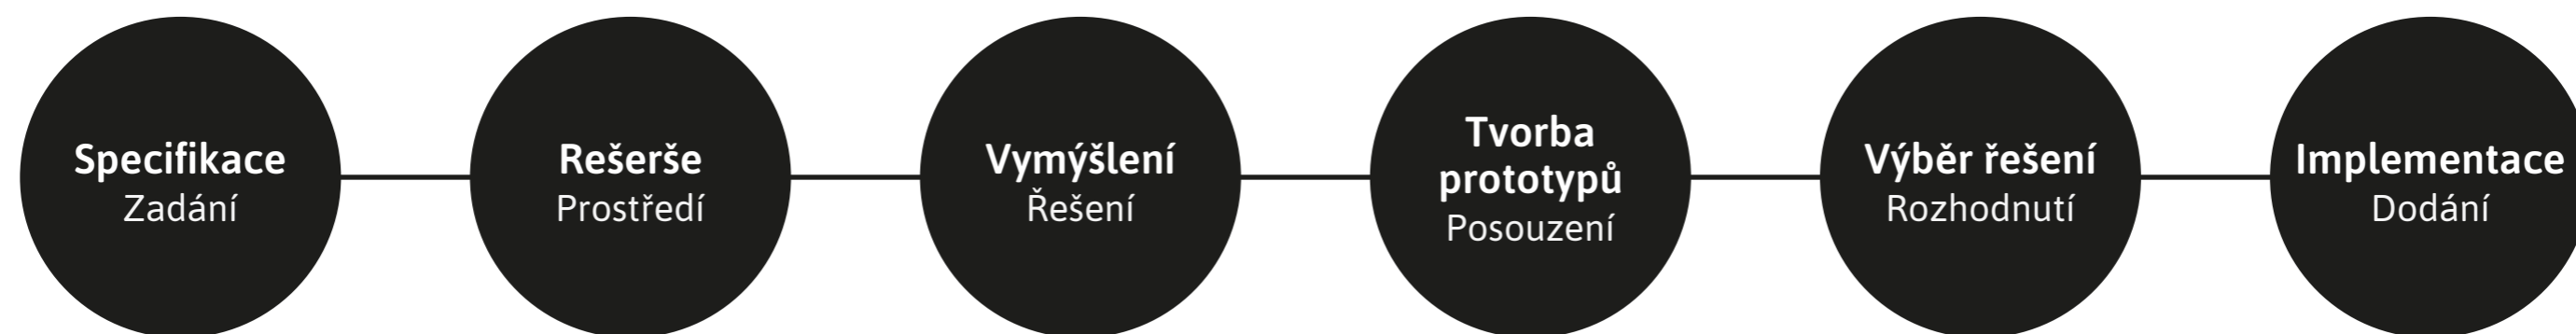 Specifikace
Zadání
Rešerše
Prostředí
Vymýšlení
Řešení
Tvorba
prototypů
Posouzení
Výběr řešení
Rozhodnutí
Implementace
Dodání